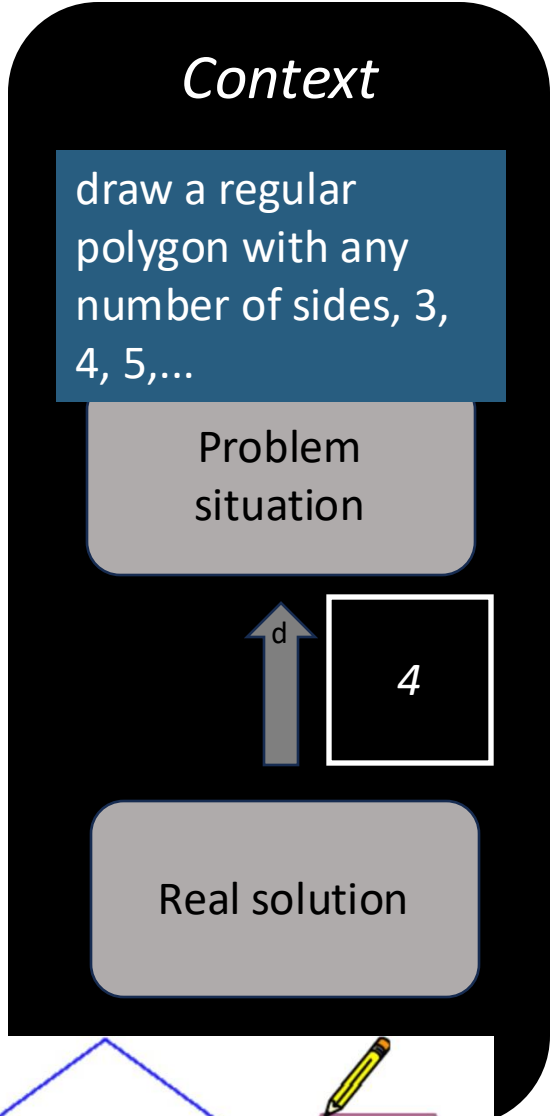 Context
draw a regular
polygon with any
number of sides, 3,
4, 5,...
Problem
situation
d
4
Real solution